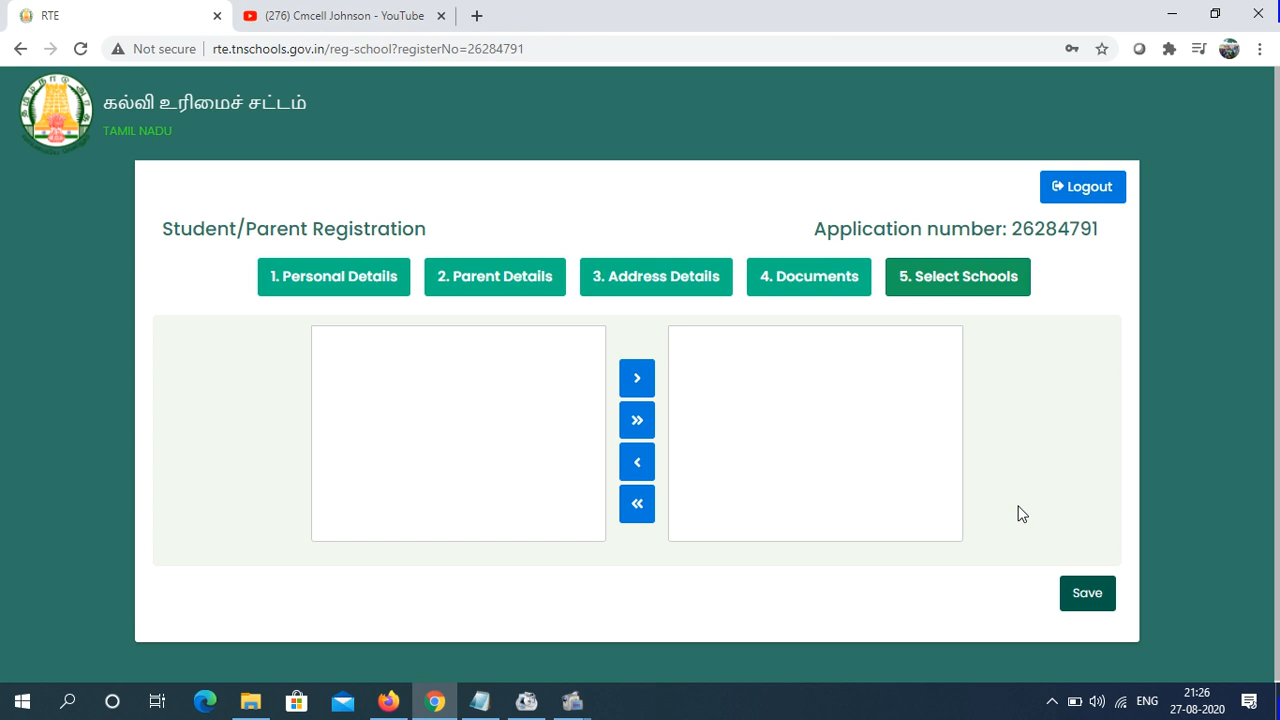 RTE
(276) Cmcell Johnson - YouTube
Not secure
rte.tnschools.gov.in/reg-school?registerNo=26284791
கல்வி உரிமைச் சட்டம்
TAMIL NADU
Logout
Student/Parent Registration
Application number: 26284791
1. Personal Details
2. Parent Details
3. Address Details
4. Documents
5. Select Schools
Save
ENG
21:26
27-08-2020